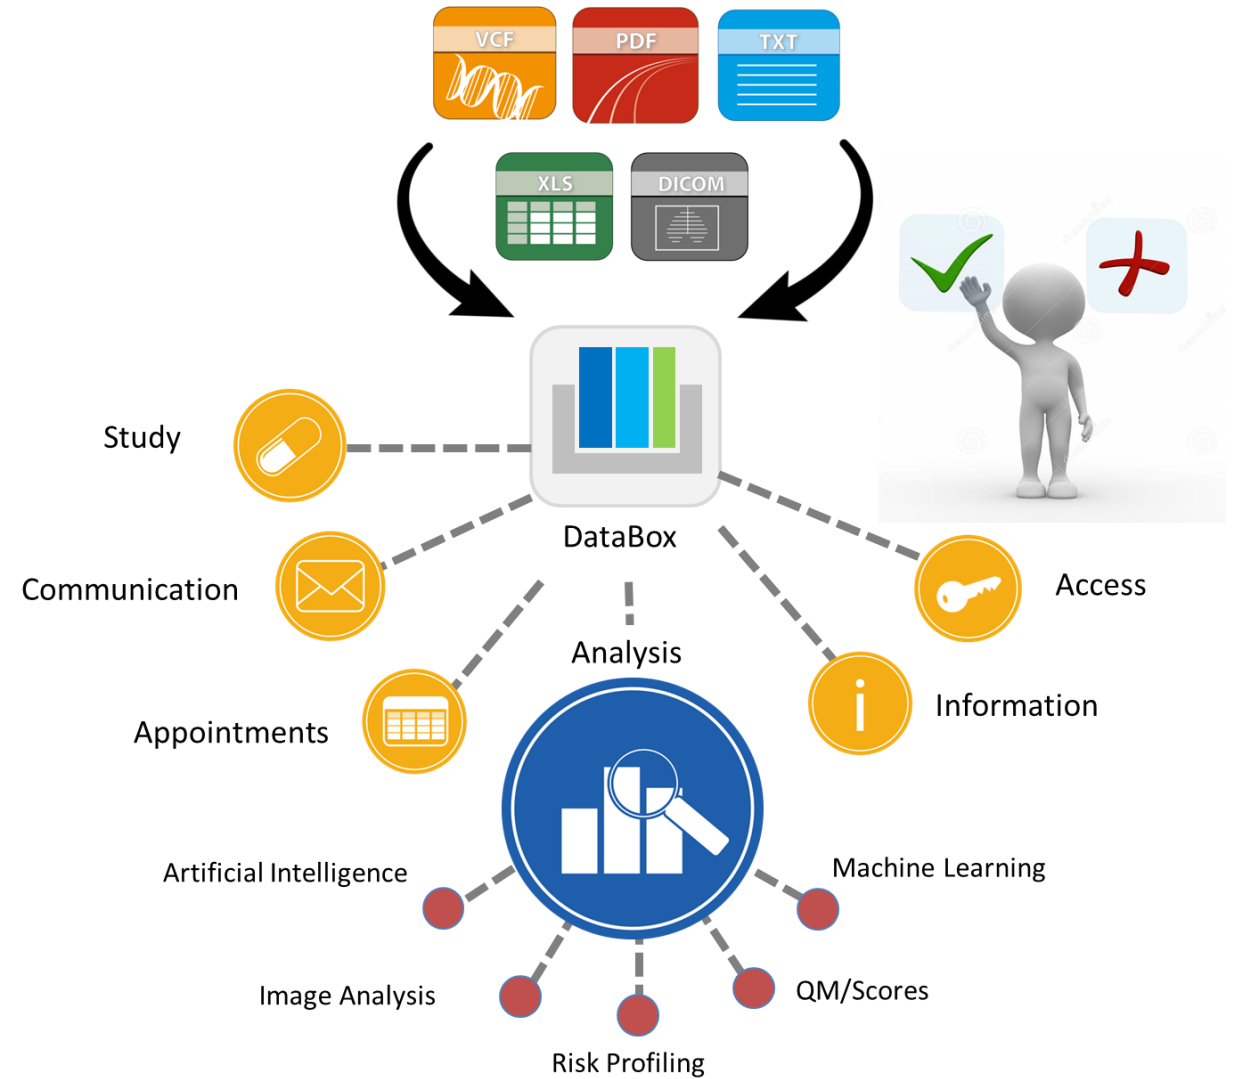 VCF
PDF
TXT
XLS
DICOM
Study
DataBox
Communication
Access
Analysis
Information
Appointments
Artificial Intelligence
Machine Learning
Image Analysis
QM/Scores
Risk Profiling